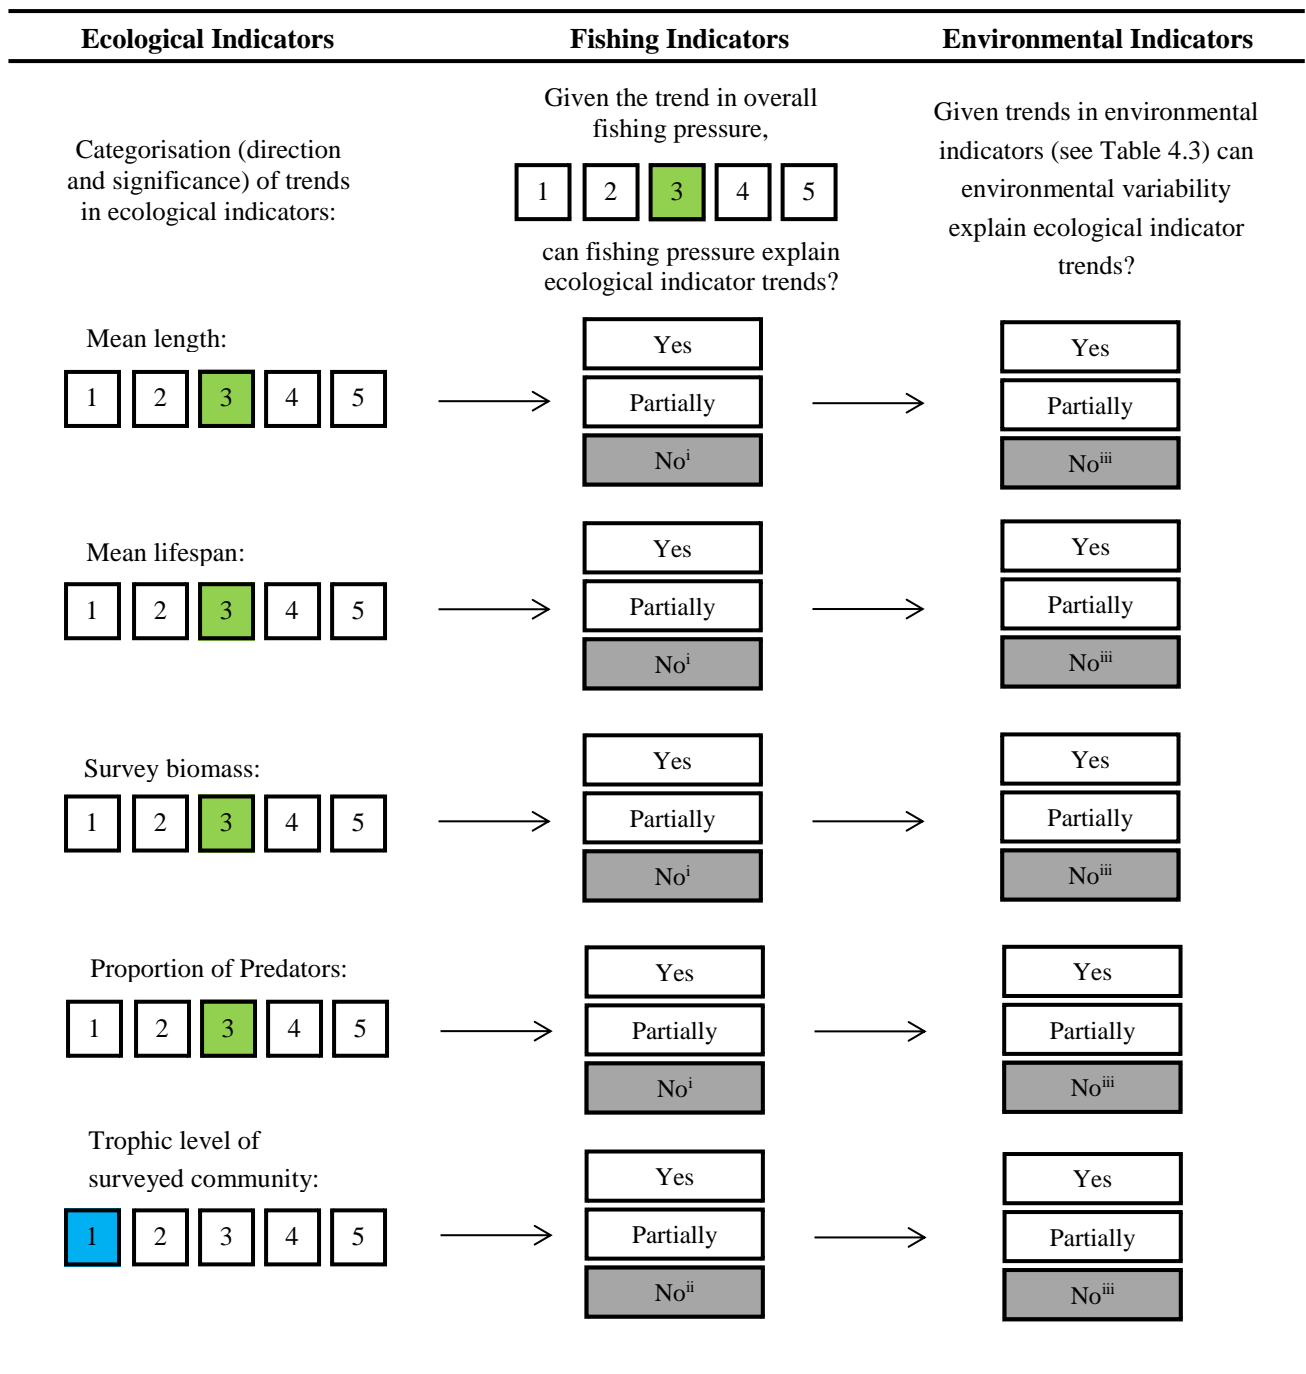 Ecological Indicators Fishing Indicators Environmental Indicators
Categorisation (direction
and significance) of trends
in ecological indicators:
Given the trend in overall
fishing pressure,
1 2 3 4 5
can fishing pressure explain
ecological indicator trends?
Given trends in environmental
indicators (see Table 4.3) can
environmental variability
explain ecological indicator
trends?
Mean length:
1 2 3 4 5
Yes
Partially
Noⁱ
Yes
Partially
Noⁱⁱⁱ
Mean lifespan:
1 2 3 4 5
Yes
Partially
Noⁱ
Yes
Partially
Noⁱⁱⁱ
Survey biomass:
1 2 3 4 5
Yes
Partially
Noⁱ
Yes
Partially
Noⁱⁱⁱ
Proportion of Predators:
1 2 3 4 5
Yes
Partially
Noⁱ
Yes
Partially
Noⁱⁱⁱ
Trophic level of
surveyed community:
1 2 3 4 5
Yes
Partially
Noⁱⁱ
Yes
Partially
Noⁱⁱⁱ